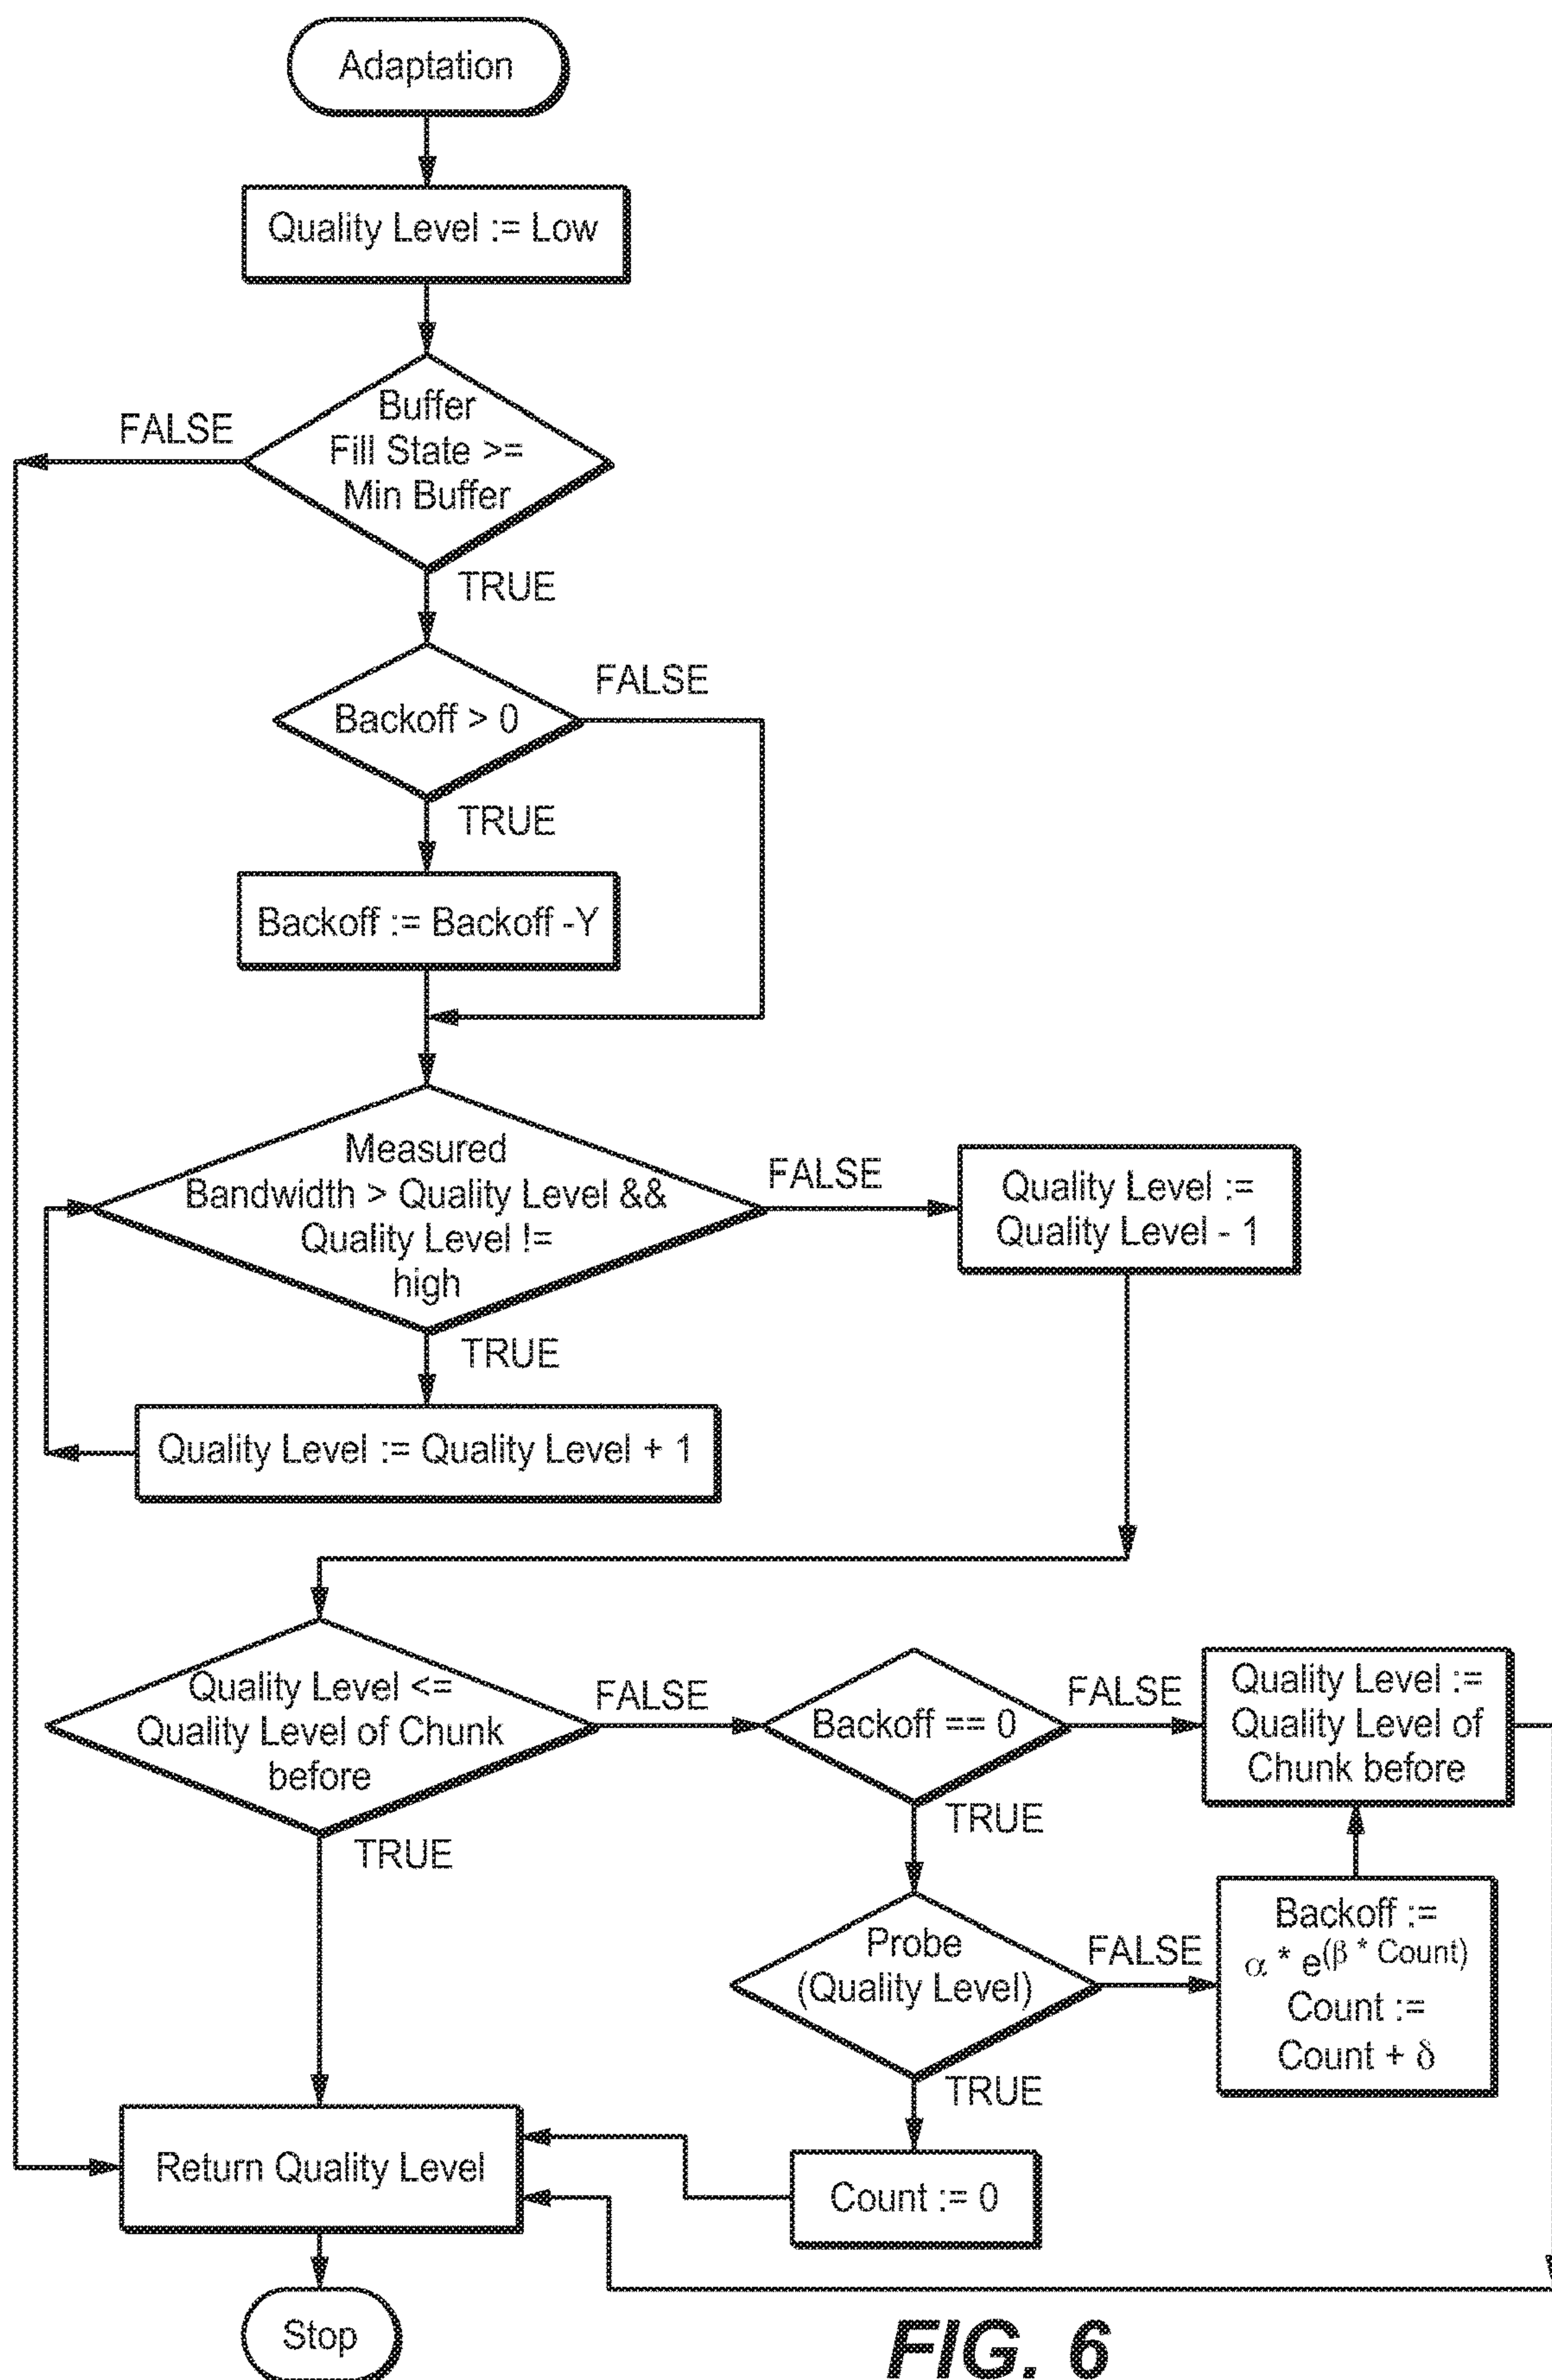 Adaptation
Quality Level := Low
Buffer
Fill State >=
Min Buffer
FALSE
TRUE
Backoff > 0
FALSE
TRUE
Backoff := Backoff -Y
Measured
Bandwidth > Quality Level &&
Quality Level !=
high
FALSE
Quality Level :=
Quality Level - 1
TRUE
Quality Level := Quality Level + 1
Quality Level <=
Quality Level of Chunk
before
FALSE
Backoff == 0
FALSE
Quality Level :=
Quality Level of
Chunk before
TRUE
TRUE
Probe
(Quality Level)
FALSE
Backoff :=
α * e(β * Count)
Count :=
Count + δ
TRUE
Return Quality Level
Count := 0
Stop
FIG. 6